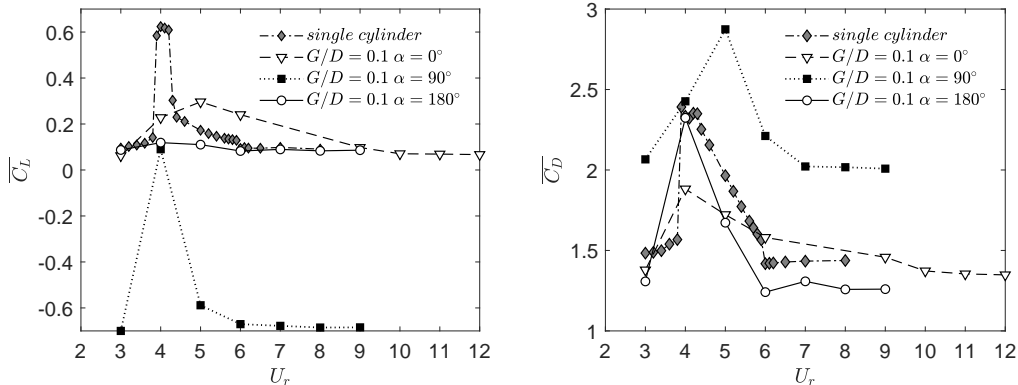 0.6
0.4
0.2
0
-0.2
-0.4
-0.6
2 3 4 5 6 7 8 9 10 11 12
$\overline{C_L}$
$U_r$
single cylinder
G/D = 0.1 α = 0°
G/D = 0.1 α = 90°
G/D = 0.1 α = 180°
3
2.5
2
1.5
1
2 3 4 5 6 7 8 9 10 11 12
$\overline{C_D}$
$U_r$
single cylinder
G/D = 0.1 α = 0°
G/D = 0.1 α = 90°
G/D = 0.1 α = 180°